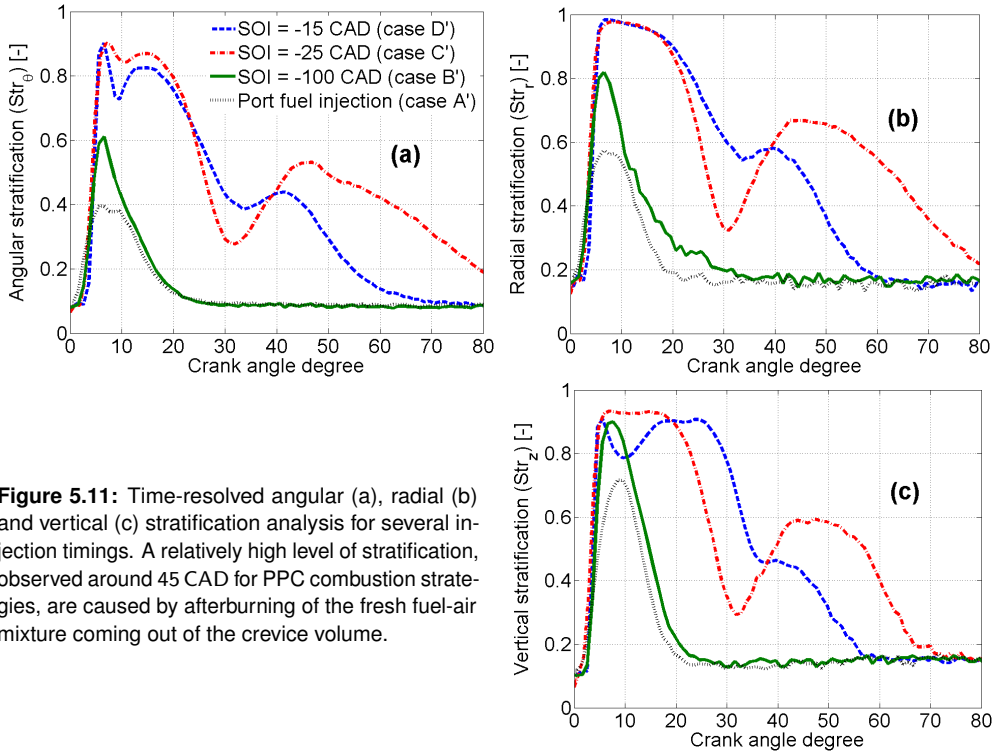 1
0.8
0.6
0.4
0.2
0
0 10 20 30 40 50 60 70 80
Angular stratification (Strθ) [-]
Crank angle degree
SOI = -15 CAD (case D')
SOI = -25 CAD (case C')
SOI = -100 CAD (case B')
Port fuel injection (case A')
(a)
1
0.8
0.6
0.4
0.2
0
0 10 20 30 40 50 60 70 80
Radial stratification (Strr) [-]
Crank angle degree
(b)
Figure 5.11: Time-resolved angular (a), radial (b)
and vertical (c) stratification analysis for several in-
jection timings. A relatively high level of stratification,
observed around 45 CAD for PPC combustion strate-
gies, are caused by afterburning of the fresh fuel-air
mixture coming out of the crevice volume.
1
0.8
0.6
0.4
0.2
0
0 10 20 30 40 50 60 70 80
Vertical stratification (Strz) [-]
Crank angle degree
(c)